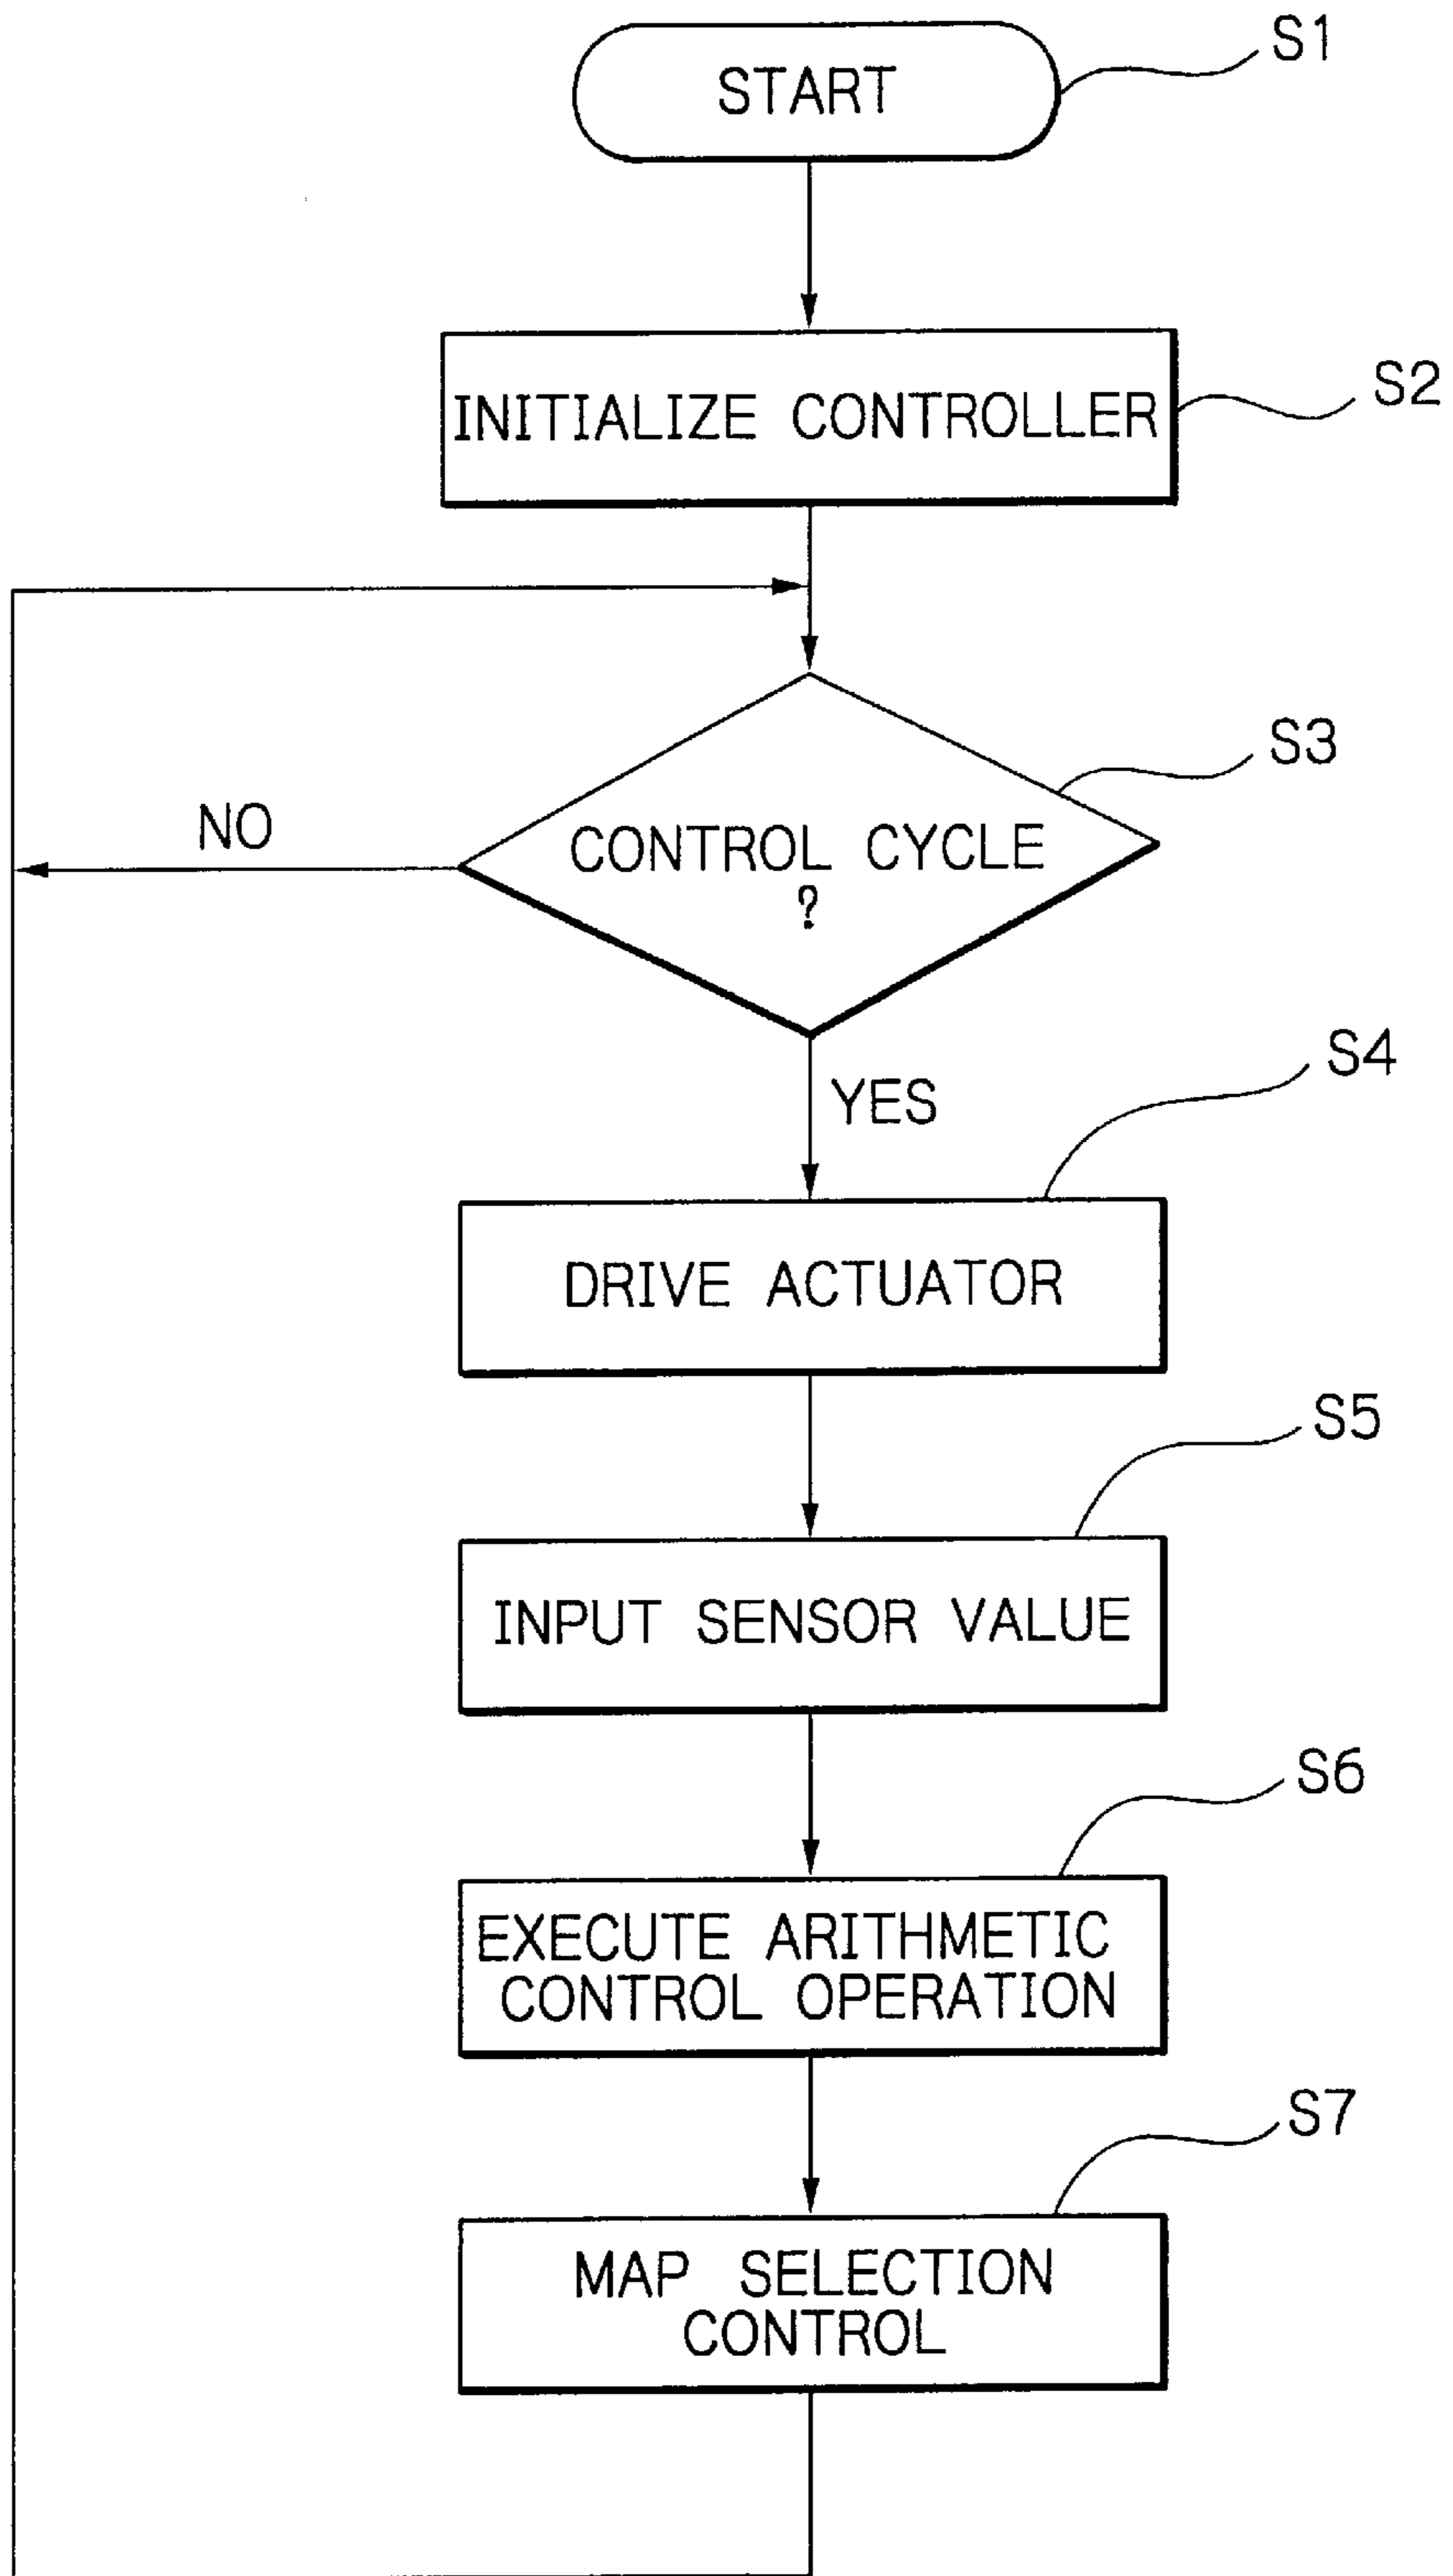 START
S1
INITIALIZE CONTROLLER
S2
S3
NO
CONTROL CYCLE
?
S4
YES
DRIVE ACTUATOR
S5
INPUT SENSOR VALUE
S6
EXECUTE ARITHMETIC
CONTROL OPERATION
S7
MAP SELECTION
CONTROL